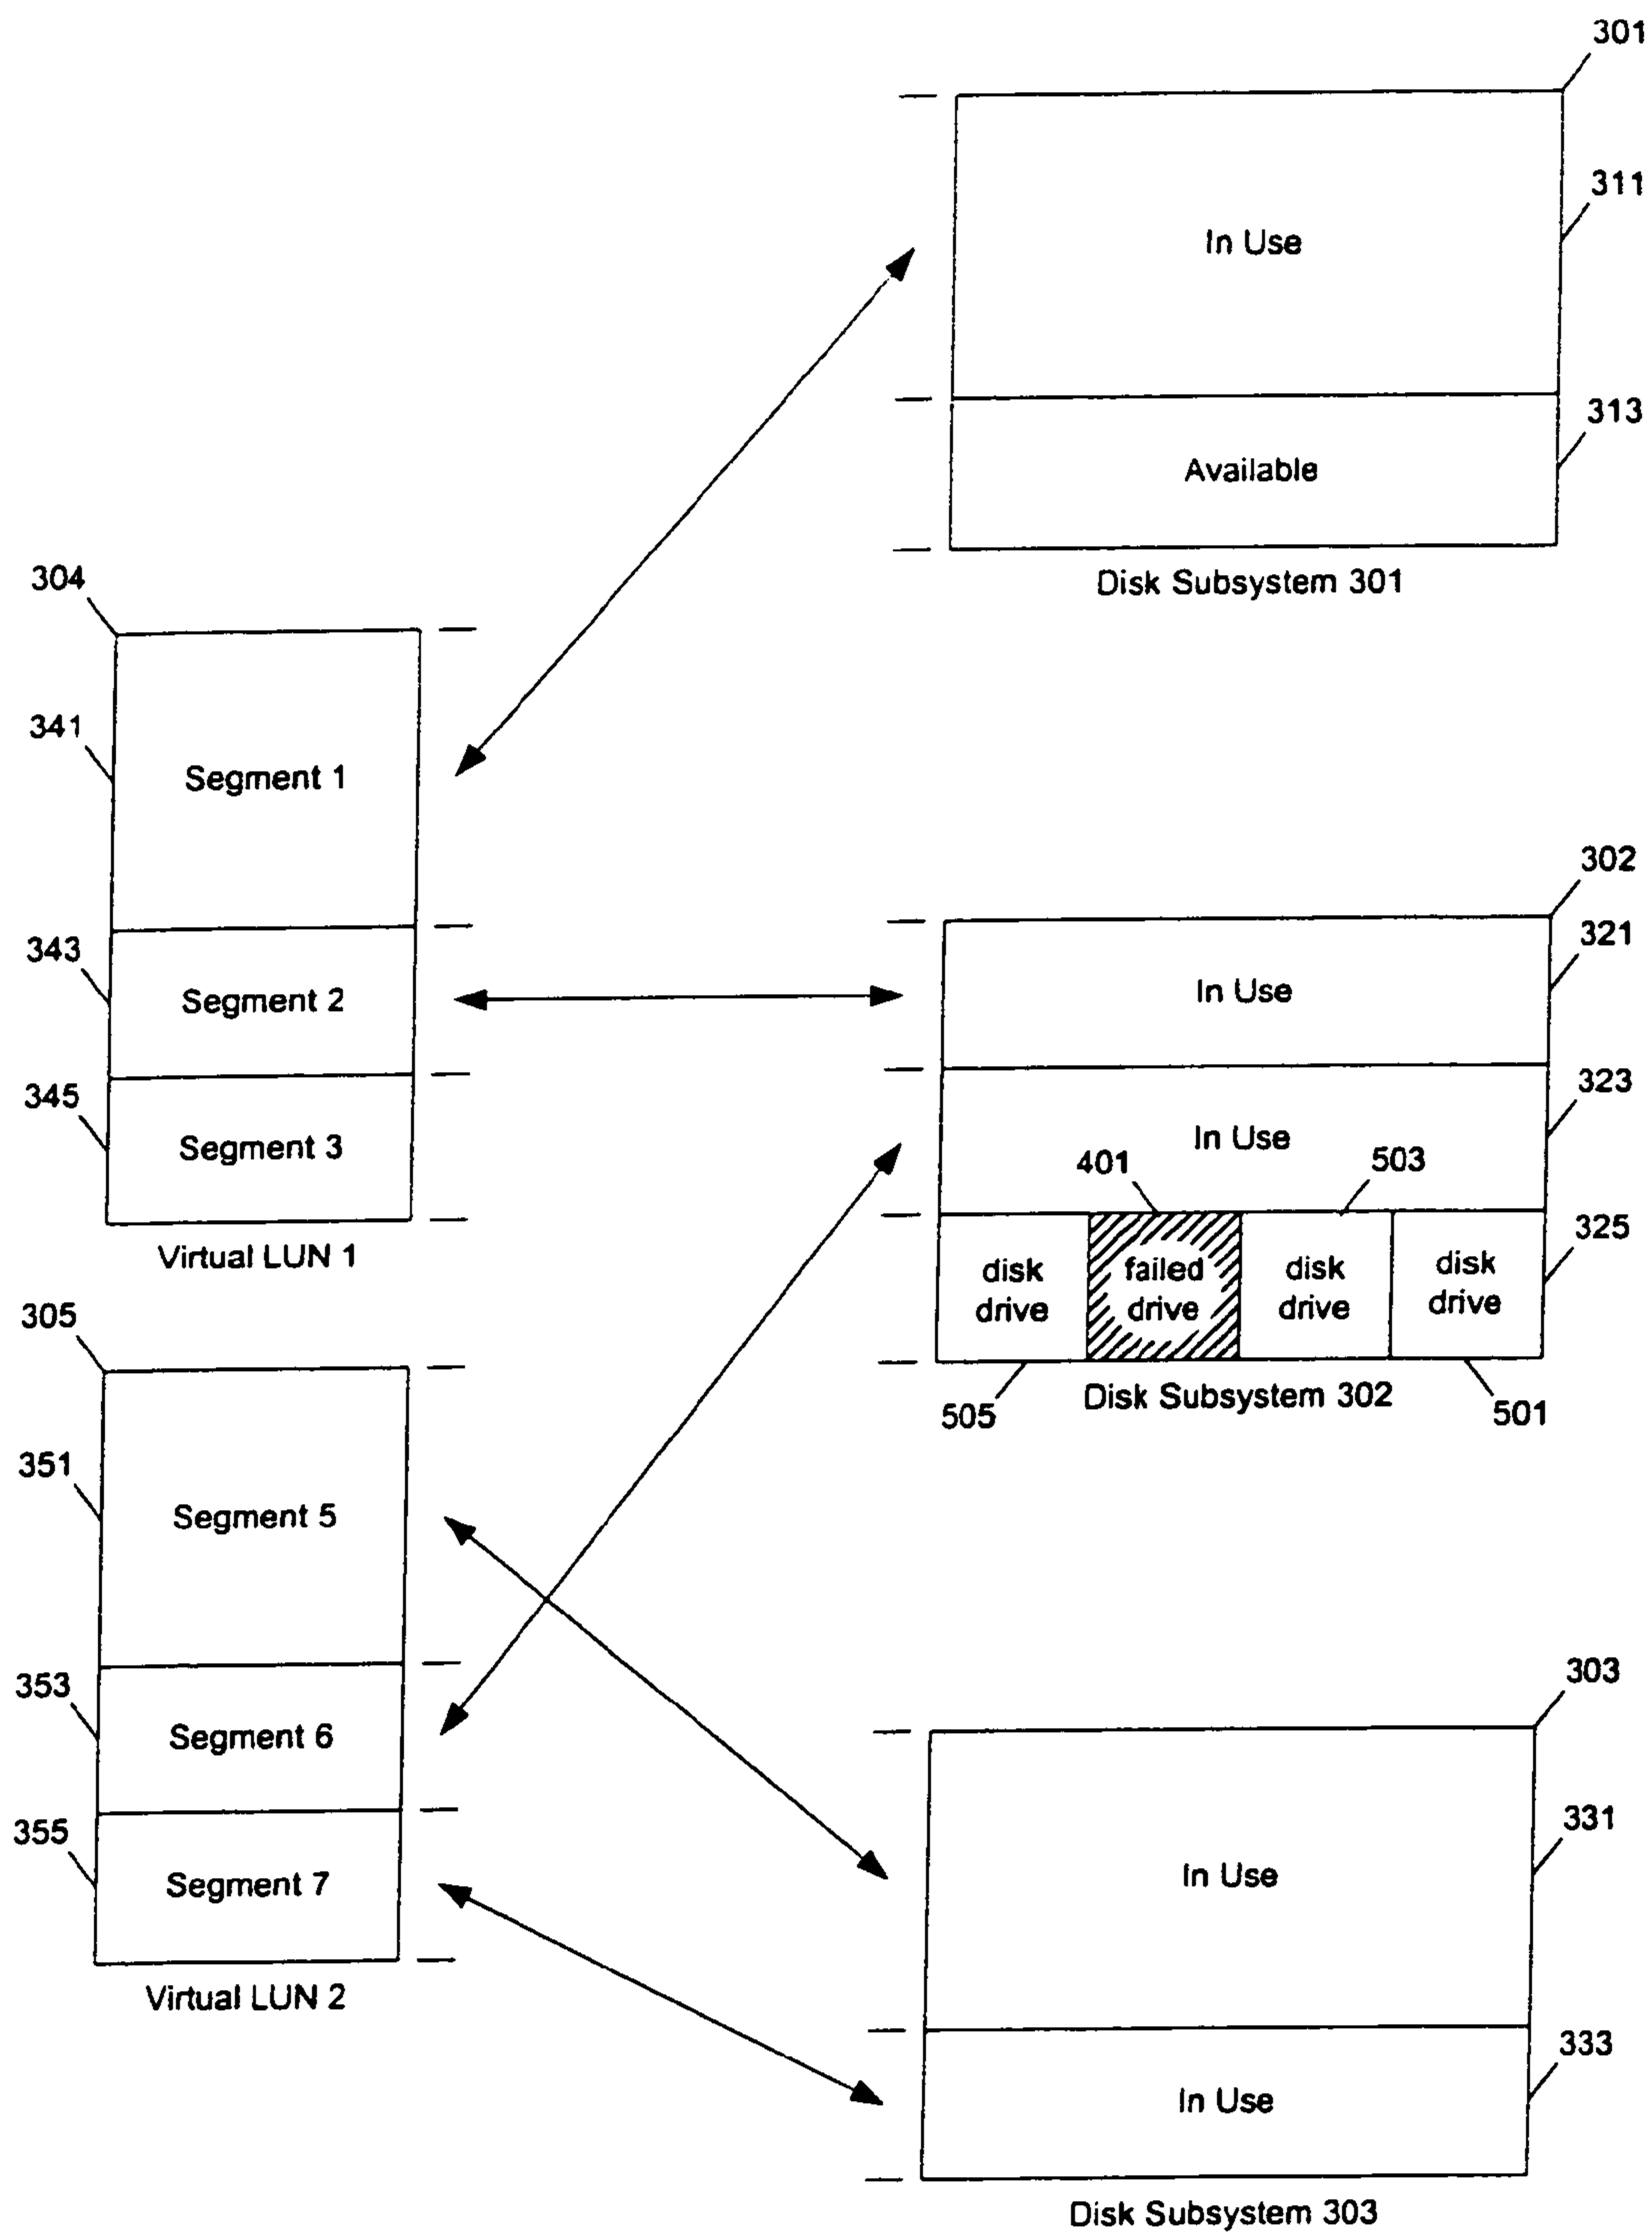 301
311
In Use
313
Available
Disk Subsystem 301
304
341
Segment 1
343
Segment 2
345
Segment 3
Virtual LUN 1
302
321
In Use
323
In Use
401
503
325
disk
drive
failed
drive
disk
drive
disk
drive
505
Disk Subsystem 302
501
305
351
Segment 5
353
Segment 6
355
Segment 7
Virtual LUN 2
303
331
In Use
333
In Use
Disk Subsystem 303